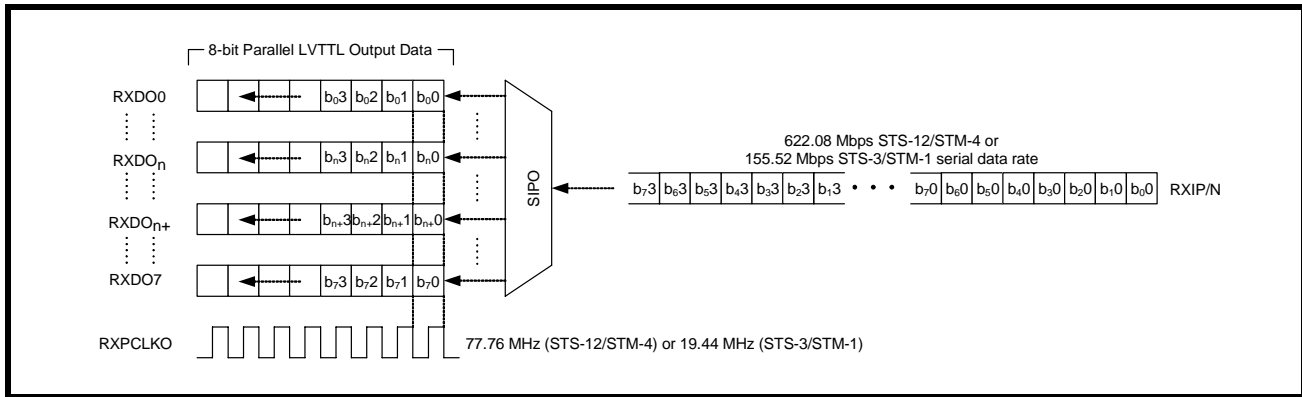 8-bit Parallel LVTTL Output Data
RXDO0
b₀3 b₀2 b₀1 b₀0
RXDOₙ
bₙ3 bₙ2 bₙ1 bₙ0
RXDOₙ₊
bₙ₊3 bₙ₊2 bₙ₊1 bₙ₊0
RXDO7
b₇3 b₇2 b₇1 b₇0
SIPO
622.08 Mbps STS-12/STM-4 or
155.52 Mbps STS-3/STM-1 serial data rate
b₇3 b₆3 b₅3 b₄3 b₃3 b₂3 b₁3 • • • b₇0 b₆0 b₅0 b₄0 b₃0 b₂0 b₁0 b₀0 RXIP/N
RXPCLKO
77.76 MHz (STS-12/STM-4) or 19.44 MHz (STS-3/STM-1)